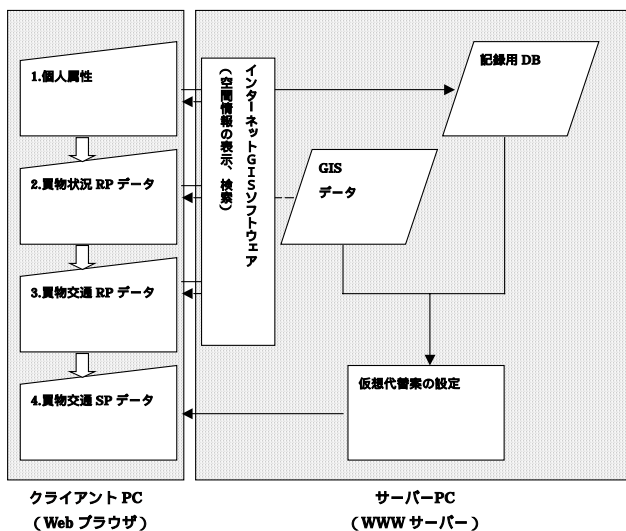 1.個人属性
2.買物状況 RP データ
3.買物交通 RP データ
4.買物交通 SP データ
クライアント PC
（Web ブラウザ）
インターネットＧＩＳソフトウェア
（空間情報の表示、検索）
記録用 DB
GIS
データ
仮想代替案の設定
サーバーPC
（WWW サーバー）